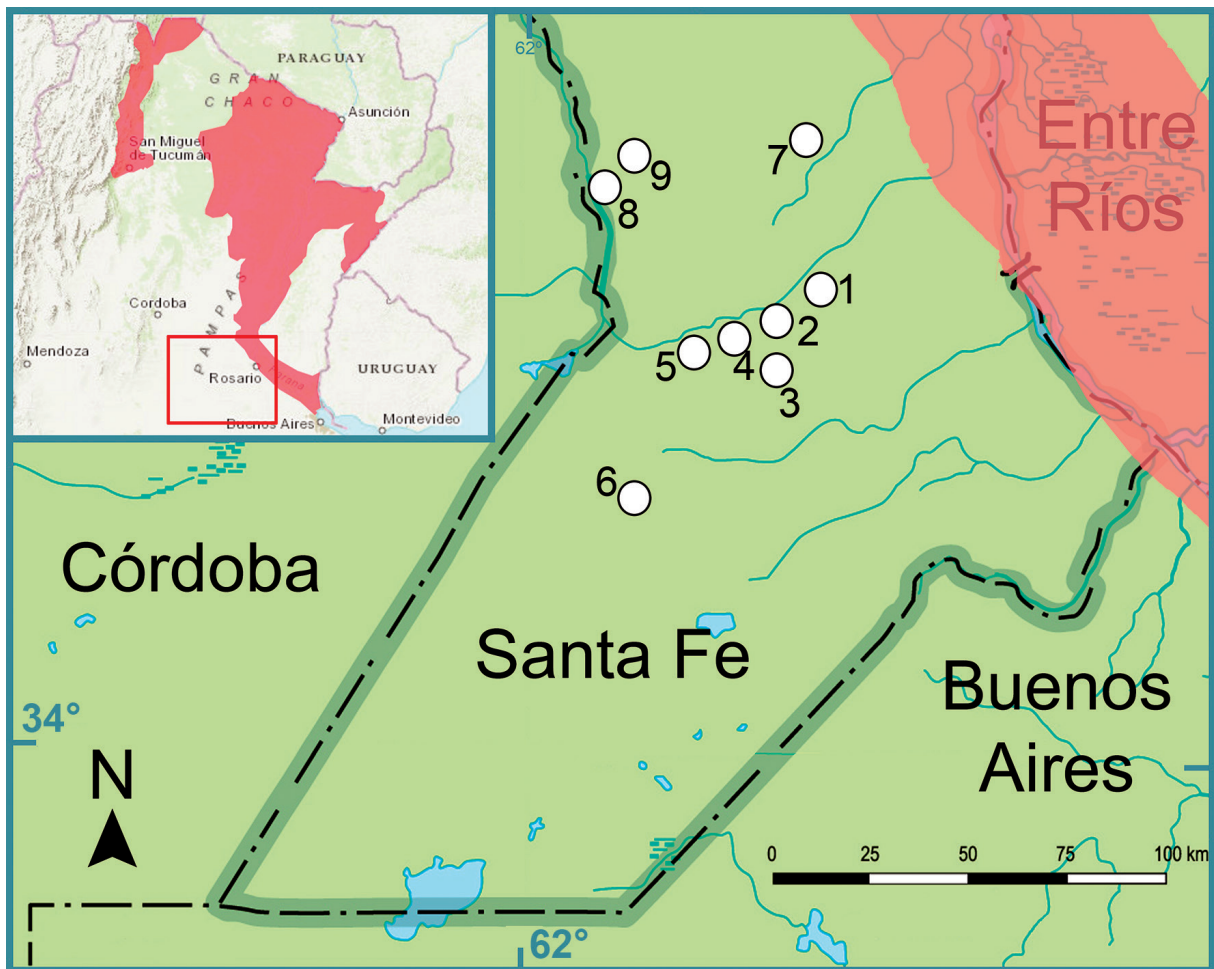 PARAGUAY
GRAN
CHACO
Asunción
San Miguel
de Tucumán
PAMPAS
Cordoba
Mendoza
Rosario
Parana
URUGUAY
Buenos Aires
Montevideo
62°
Entre
Ríos
7
9
8
1
2
5
4
3
6
Córdoba
Santa Fe
Buenos
Aires
34°
N
0 25 50 75 100 km
62°